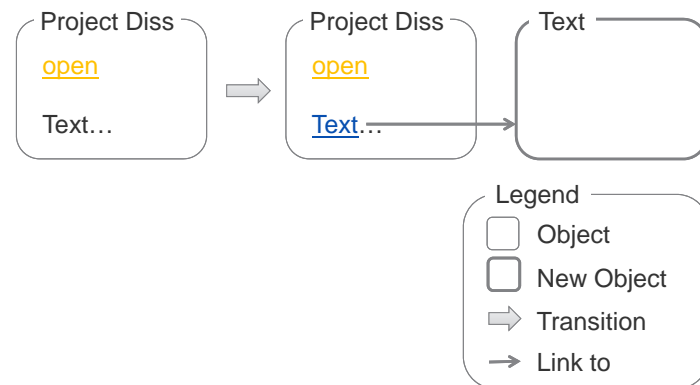 Project Diss
open
Text…
Project Diss
open
Text…
Text
Legend
Object
New Object
Transition
Link to